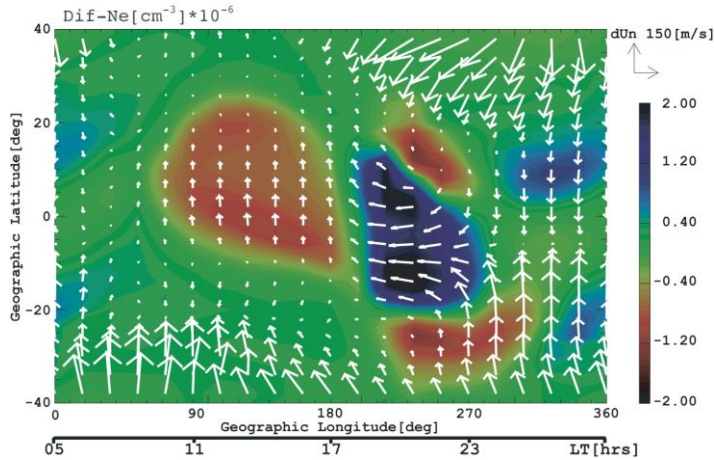 Dif-Ne[cm-3]*10-6
dUn 150[m/s]
40
20
0
-20
-40
Geographic Latitude[deg]
2.00
1.20
0.40
-0.40
-1.20
-2.00
0 90 180 270 360
Geographic Longitude[deg]
05 11 17 23 LT[hrs]